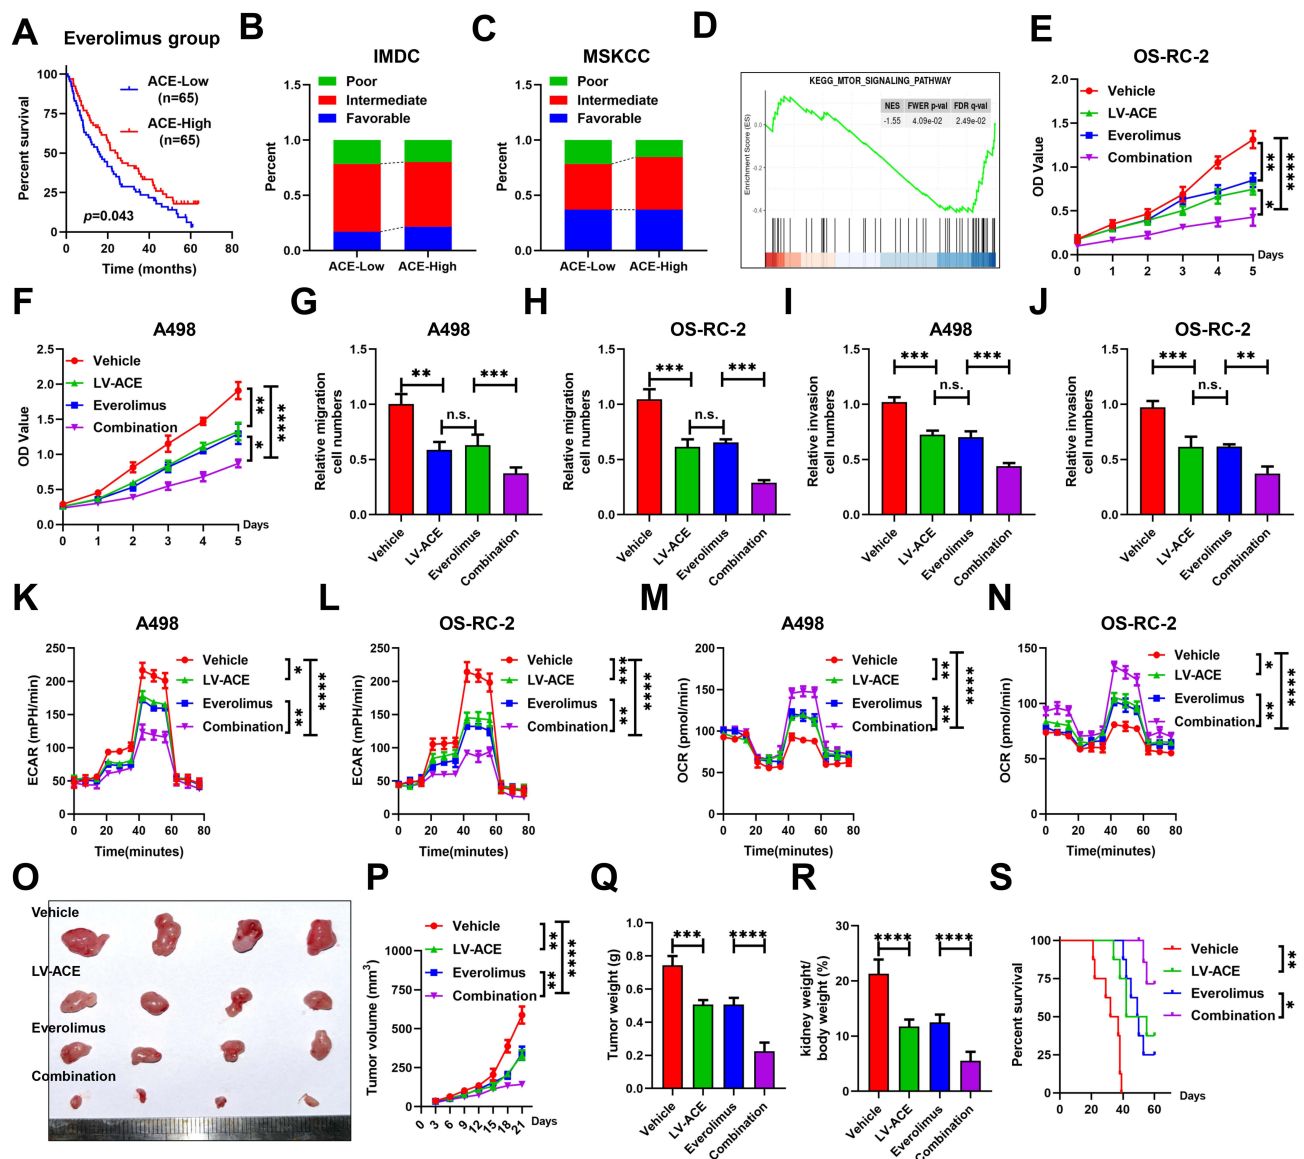 A
Everolimus group
Percent survival
100
75
50
25
0
ACE-Low
(n=65)
ACE-High
(n=65)
p=0.043
0 20 40 60 80
Time (months)
B
IMDC
Poor
Intermediate
Favorable
Percent
1.5
1.0
0.5
0.0
ACE-Low ACE-High
C
MSKCC
Poor
Intermediate
Favorable
Percent
1.5
1.0
0.5
0.0
ACE-Low ACE-High
D
KEGG_MTOR_SIGNALING_PATHWAY
NES FWER p-val FDR q-val
-1.55 4.09e-02 2.49e-02
Enrichment Score (ES)
0.0
-0.2
-0.4
E
OS-RC-2
OD Value
2.0
1.5
1.0
0.5
0.0
Vehicle
LV-ACE
Everolimus
Combination
**
*
****
0 1 2 3 4 5 Days
F
A498
OD Value
2.5
2.0
1.5
1.0
0.5
0.0
Vehicle
LV-ACE
Everolimus
Combination
**
*
****
0 1 2 3 4 5 Days
G
A498
Relative migration
cell numbers
1.5
1.0
0.5
0.0
** ***
n.s.
Vehicle LV-ACE Everolimus Combination
H
OS-RC-2
Relative migration
cell numbers
1.5
1.0
0.5
0.0
*** ***
n.s.
Vehicle LV-ACE Everolimus Combination
I
A498
Relative invasion
cell numbers
1.5
1.0
0.5
0.0
*** ***
n.s.
Vehicle LV-ACE Everolimus Combination
J
OS-RC-2
Relative invasion
cell numbers
1.5
1.0
0.5
0.0
*** **
n.s.
Vehicle LV-ACE Everolimus Combination
K
A498
ECAR (mPH/min)
250
200
150
100
50
0
Vehicle
LV-ACE
Everolimus
Combination
*
**
****
0 20 40 60 80
Time(minutes)
L
OS-RC-2
ECAR (mPH/min)
250
200
150
100
50
0
Vehicle
LV-ACE
Everolimus
Combination
***
**
****
0 20 40 60 80
Time(minutes)
M
A498
OCR (pmol/min)
200
150
100
50
0
Vehicle
LV-ACE
Everolimus
Combination
**
**
****
0 20 40 60 80
Time(minutes)
N
OS-RC-2
OCR (pmol/min)
150
100
50
0
Vehicle
LV-ACE
Everolimus
Combination
*
**
****
0 20 40 60 80
Time(minutes)
O
Vehicle
LV-ACE
Everolimus
Combination
P
Tumor volume (mm3)
1000
750
500
250
0
Vehicle
LV-ACE
Everolimus
Combination
**
**
****
0 3 6 9 12 15 18 21 Days
Q
Tumor weight (g)
1.0
0.8
0.6
0.4
0.2
0.0
*** ****
Vehicle LV-ACE Everolimus Combination
R
kidney weight/
body weight (%)
30
20
10
0
**** ****
Vehicle LV-ACE Everolimus Combination
S
Percent survival
100
75
50
25
0
Vehicle
LV-ACE
Everolimus
Combination
**
*
Days 0 20 40 60